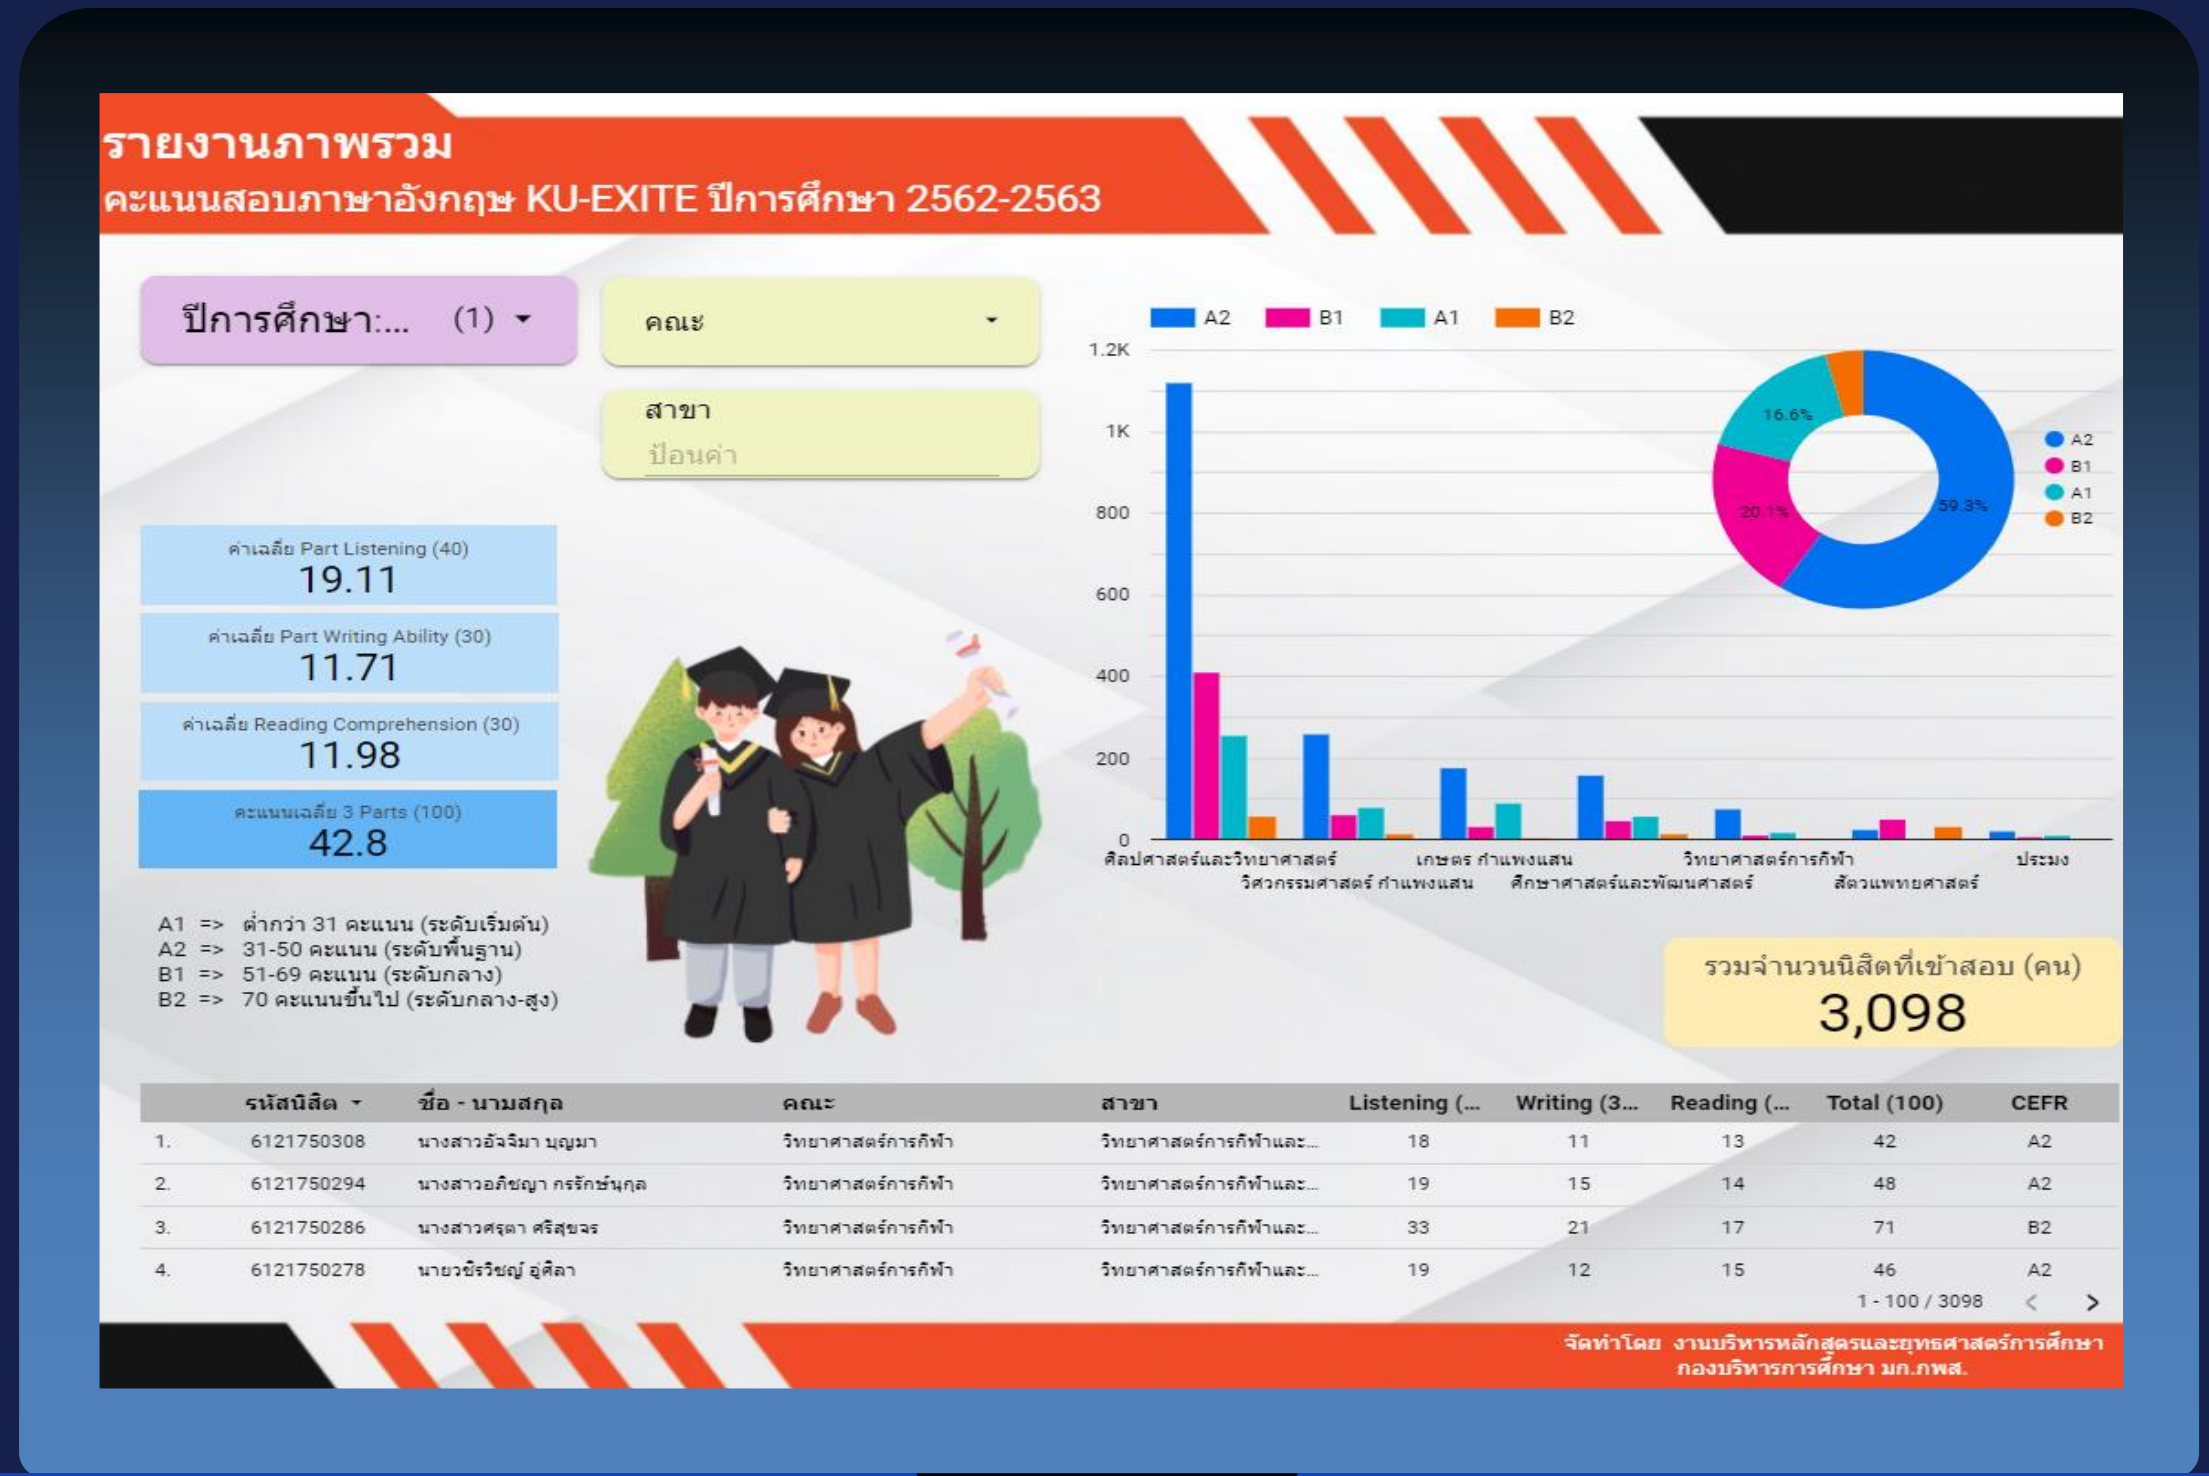 รายงานภาพรวม
คะแนนสอบภาษาอังกฤษ KU-EXITE ปีการศึกษา 2562-2563
ปีการศึกษา:... (1)
คณะ
สาขา
ป้อนค่า
ค่าเฉลี่ย Part Listening (40)
19.11
ค่าเฉลี่ย Part Writing Ability (30)
11.71
ค่าเฉลี่ย Reading Comprehension (30)
11.98
คะแนนเฉลี่ย 3 Parts (100)
42.8
A1 => ต่ำกว่า 31 คะแนน (ระดับเริ่มต้น)
A2 => 31-50 คะแนน (ระดับพื้นฐาน)
B1 => 51-69 คะแนน (ระดับกลาง)
B2 => 70 คะแนนขึ้นไป (ระดับกลาง-สูง)
A2 B1 A1 B2
1.2K
1K
800
600
400
200
0
16.6%
20.1%
59.3%
A2
B1
A1
B2
ศิลปศาสตร์และวิทยาศาสตร์ เกษตร กำแพงแสน วิทยาศาสตร์การกีฬา ประมง
วิศวกรรมศาสตร์ กำแพงแสน ศึกษาศาสตร์และพัฒนศาสตร์ สัตวแพทยศาสตร์
รวมจำนวนนิสิตที่เข้าสอบ (คน)
3,098
รหัสนิสิต ชื่อ - นามสกุล คณะ สาขา Listening (... Writing (3... Reading (... Total (100) CEFR
1. 6121750308 นางสาวอัจจิมา บุญมา วิทยาศาสตร์การกีฬา วิทยาศาสตร์การกีฬาและ... 18 11 13 42 A2
2. 6121750294 นางสาวอภิชญา กรรักษ์นุกุล วิทยาศาสตร์การกีฬา วิทยาศาสตร์การกีฬาและ... 19 15 14 48 A2
3. 6121750286 นางสาวศรุตา ศรีสุขจร วิทยาศาสตร์การกีฬา วิทยาศาสตร์การกีฬาและ... 33 21 17 71 B2
4. 6121750278 นายวชิรวิชญ์ อู่ศิลา วิทยาศาสตร์การกีฬา วิทยาศาสตร์การกีฬาและ... 19 12 15 46 A2
1 - 100 / 3098
จัดทำโดย งานบริหารหลักสูตรและยุทธศาสตร์การศึกษา
กองบริหารการศึกษา มก.กพส.